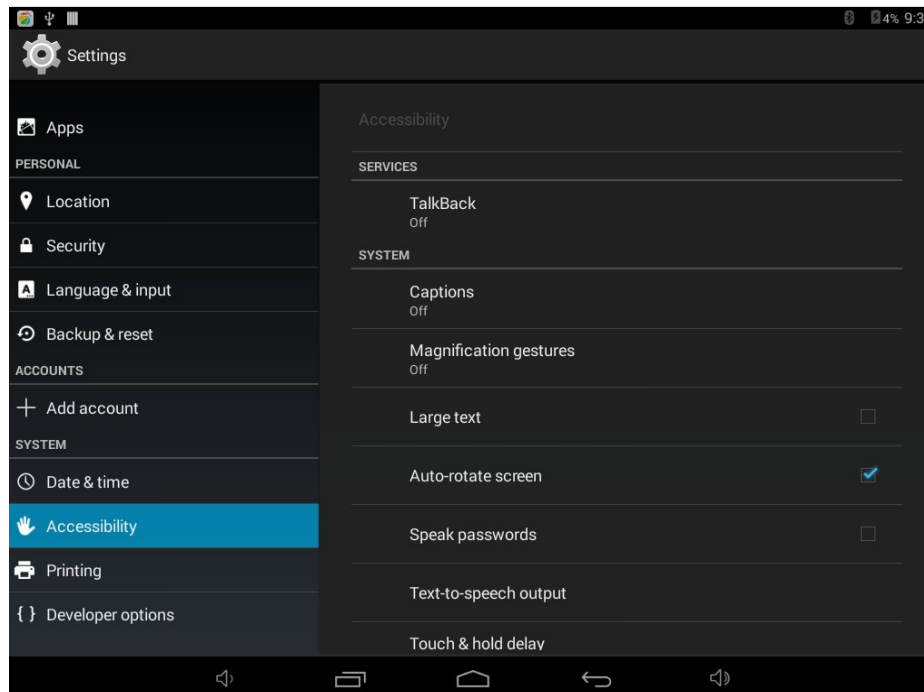 4% 9:3
Settings
Apps
PERSONAL
Location
Security
Language & input
Backup & reset
ACCOUNTS
Add account
SYSTEM
Date & time
Accessibility
Printing
{ } Developer options
Accessibility
SERVICES
TalkBack
Off
SYSTEM
Captions
Off
Magnification gestures
Off
Large text
Auto-rotate screen
Speak passwords
Text-to-speech output
Touch & hold delay